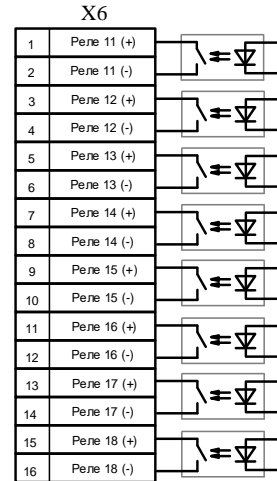 X6
1 Реле 11 (+)
2 Реле 11 (-)
3 Реле 12 (+)
4 Реле 12 (-)
5 Реле 13 (+)
6 Реле 13 (-)
7 Реле 14 (+)
8 Реле 14 (-)
9 Реле 15 (+)
10 Реле 15 (-)
11 Реле 16 (+)
12 Реле 16 (-)
13 Реле 17 (+)
14 Реле 17 (-)
15 Реле 18 (+)
16 Реле 18 (-)